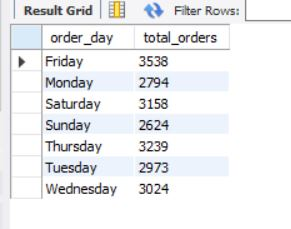 Result Grid Filter Rows:
order_day total_orders
Friday 3538
Monday 2794
Saturday 3158
Sunday 2624
Thursday 3239
Tuesday 2973
Wednesday 3024